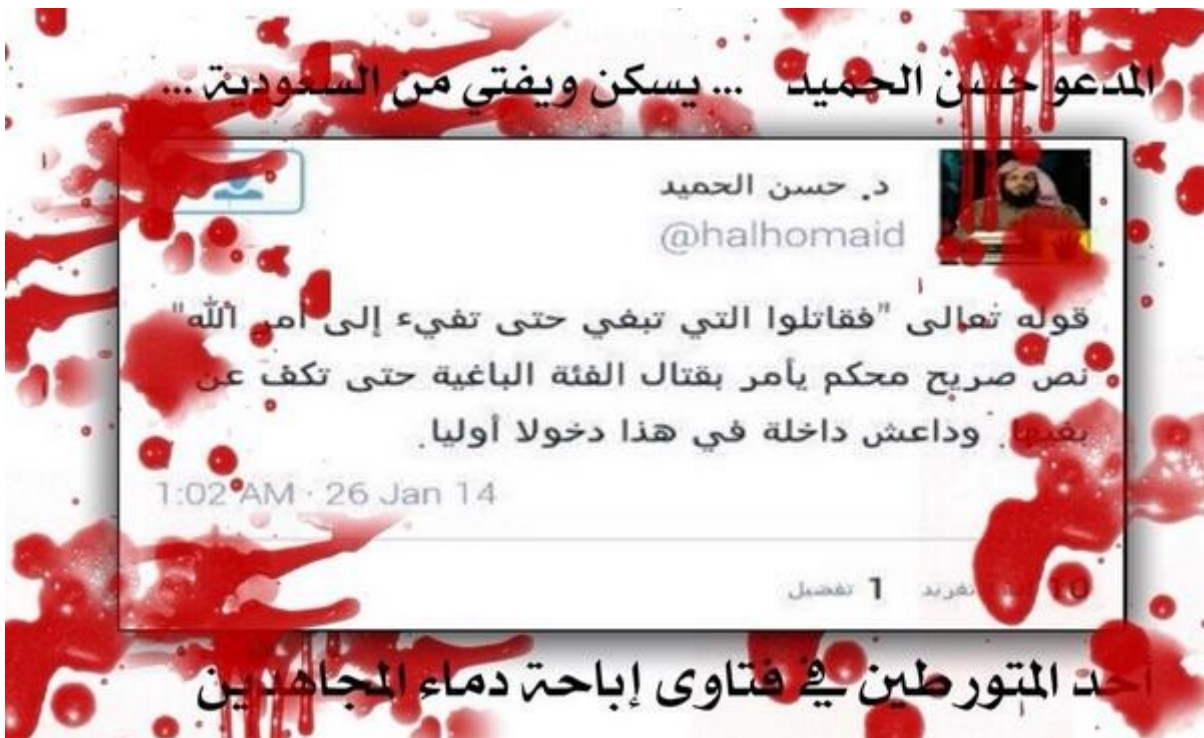 المدعو حسن الحميد ... يسكن ويفتي من السعودية ...
د. حسن الحميد
@halhomaid
قوله تعالى "فقاتلوا التي تبغي حتى تفيء إلى أمر الله"
نص صريح محكم يأمر بقتال الفئة الباغية حتى تكف عن
بغيها. وداعش داخلة في هذا دخولا أوليا.
1:02 AM · 26 Jan 14
10 تغريد 1 تفضيل
أحد المتورطين في فتاوى إباحة دماء المجاهدين